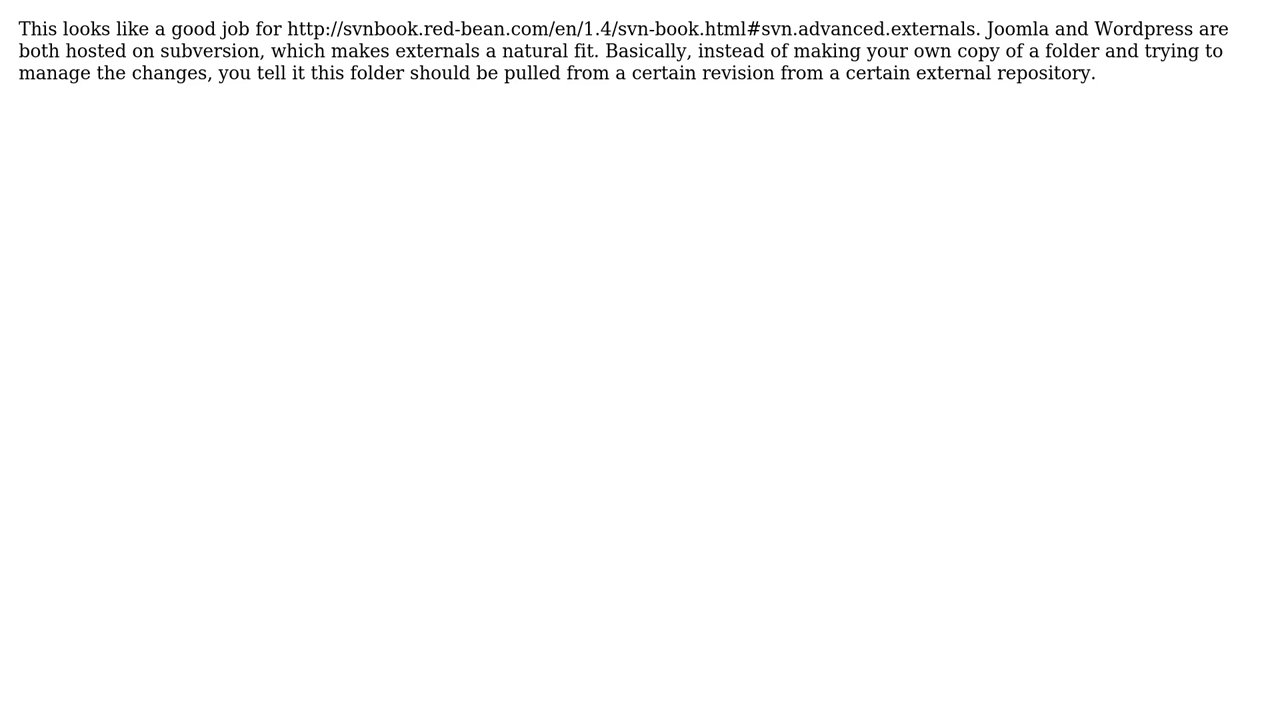 This looks like a good job for http://svnbook.red-bean.com/en/1.4/svn-book.html#svn.advanced.externals. Joomla and Wordpress are
both hosted on subversion, which makes externals a natural fit. Basically, instead of making your own copy of a folder and trying to
manage the changes, you tell it this folder should be pulled from a certain revision from a certain external repository.